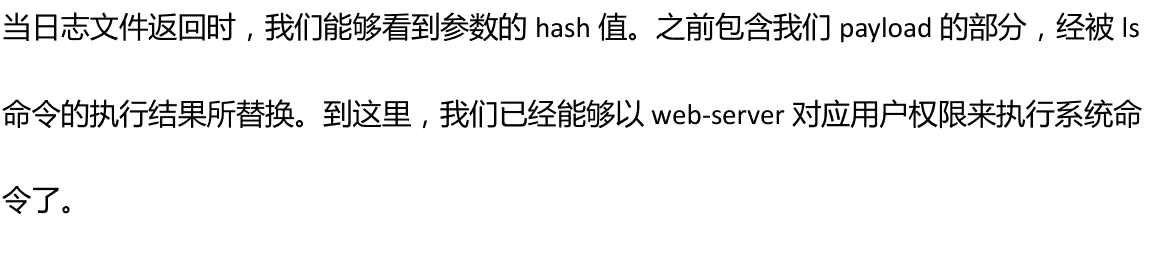 当日志文件返回时，我们能够看到参数的 hash 值。之前包含我们 payload 的部分，经被 ls
命令的执行结果所替换。到这里，我们已经能够以 web-server 对应用户权限来执行系统命
令了。